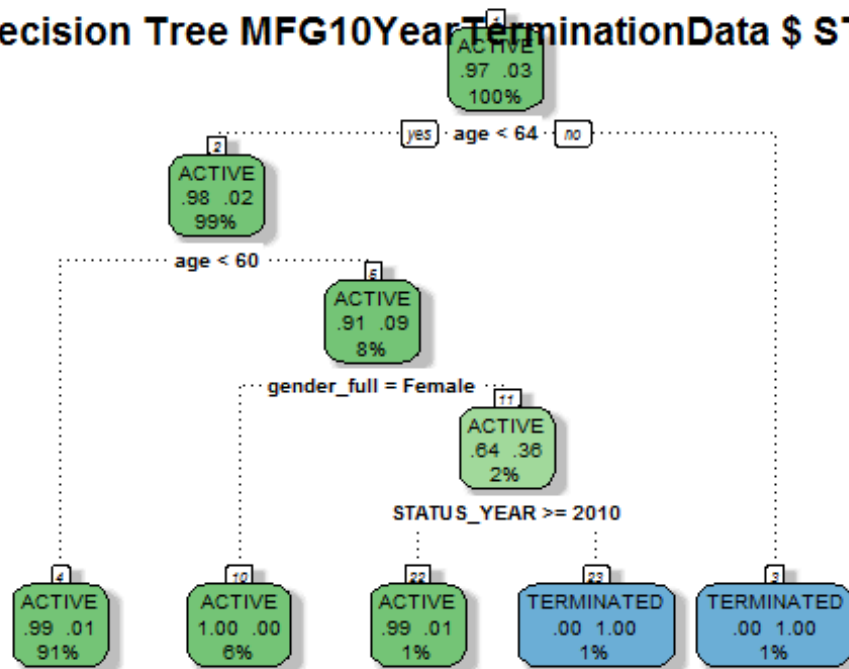 ecision Tree MFG10YearTerminationData $ ST
1
ACTIVE
.97 .03
100%
yes age < 64 no
2
ACTIVE
.98 .02
99%
age < 60
5
ACTIVE
.91 .09
8%
gender_full = Female
11
ACTIVE
.64 .36
2%
STATUS_YEAR >= 2010
4
ACTIVE
.99 .01
91%
10
ACTIVE
1.00 .00
6%
22
ACTIVE
.99 .01
1%
23
TERMINATED
.00 1.00
1%
3
TERMINATED
.00 1.00
1%